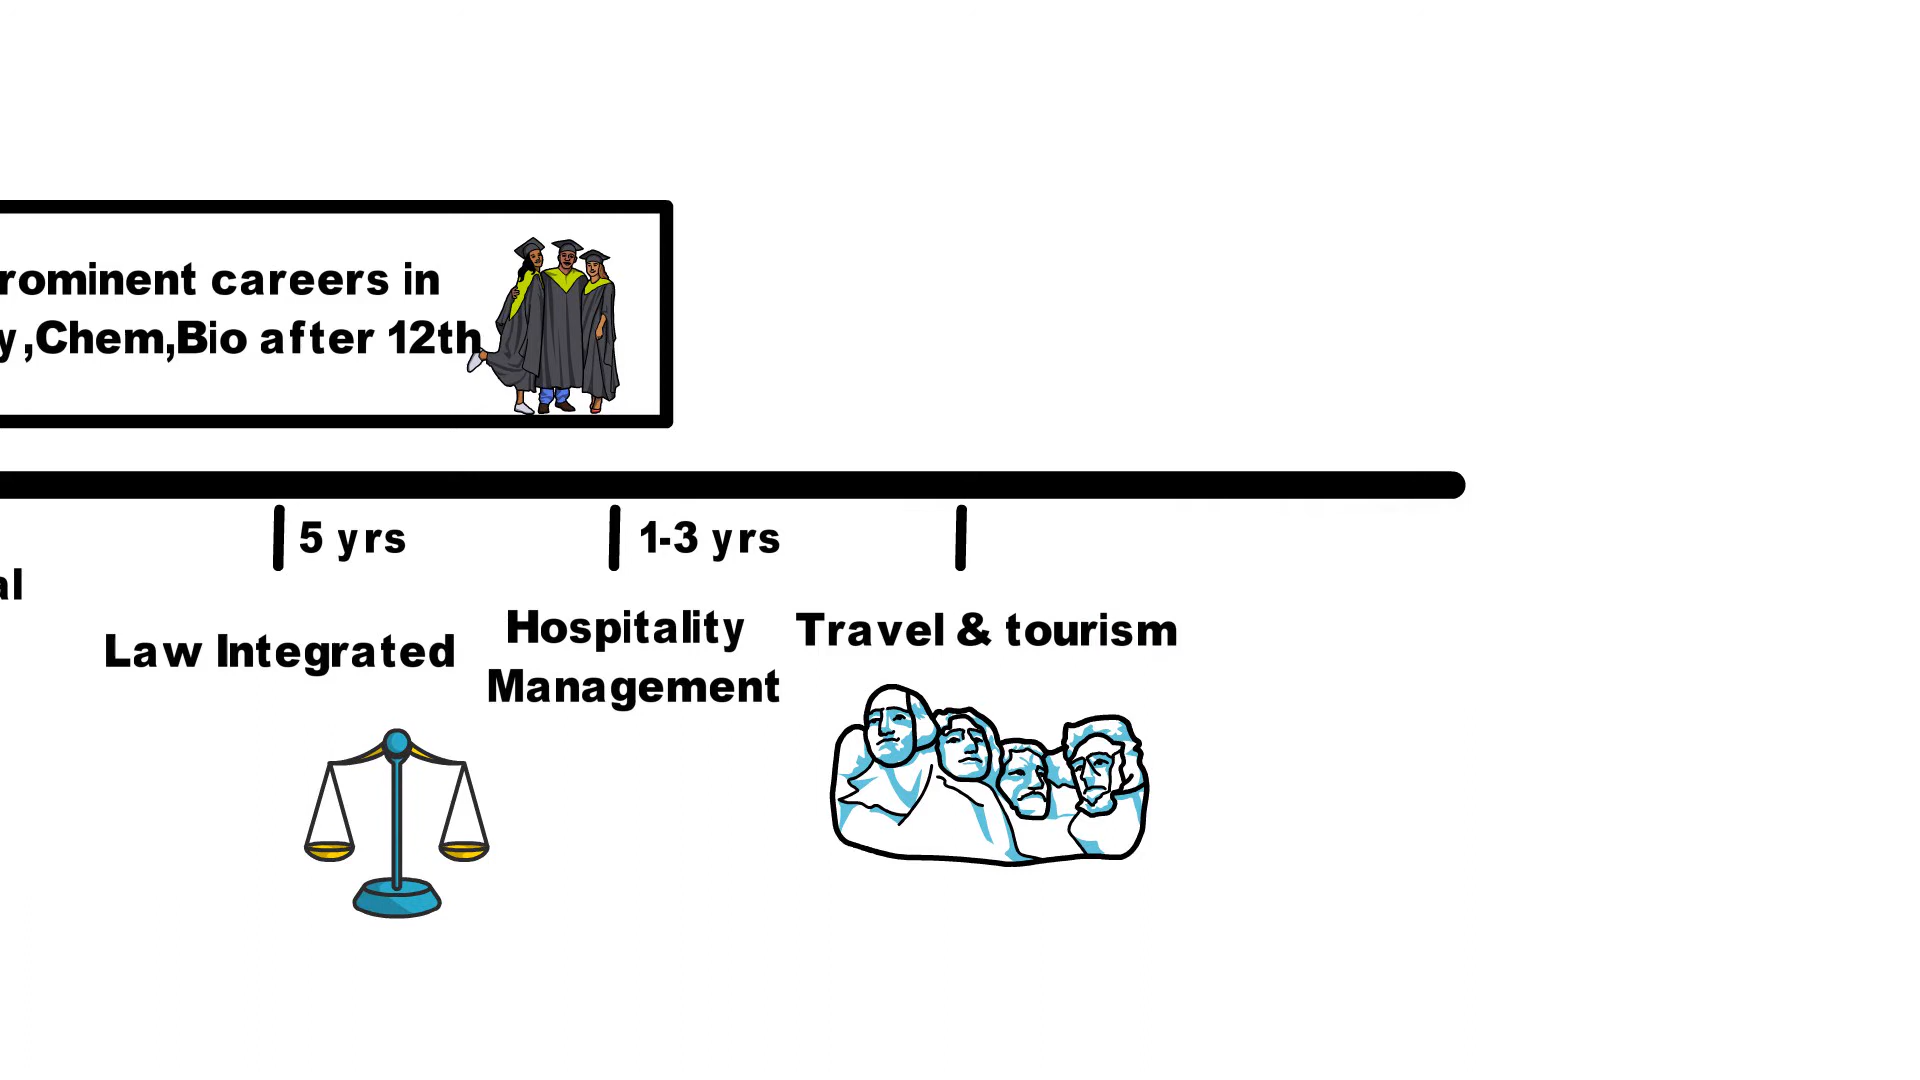 rominent careers in
y,Chem,Bio after 12th
5 yrs
1-3 yrs
al
Law Integrated
Hospitality
Management
Travel & tourism